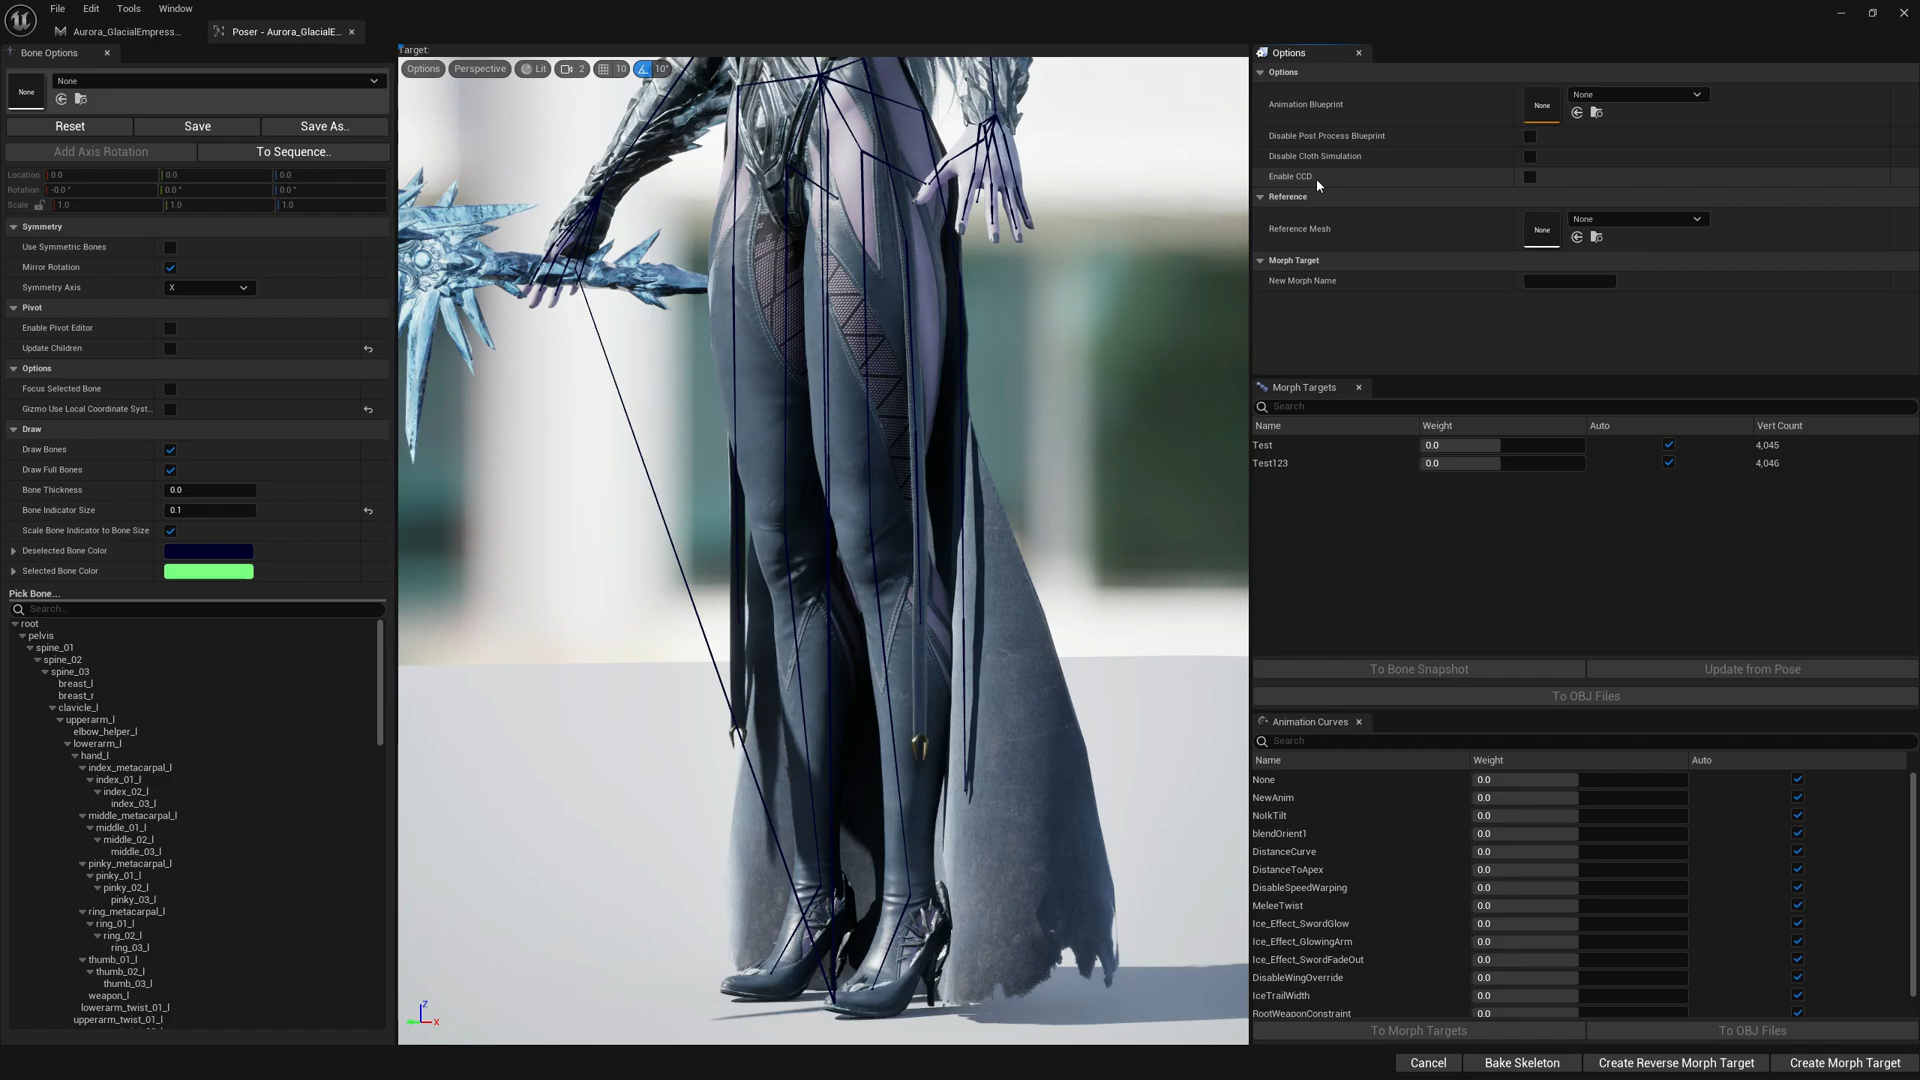 File Edit Tools Window
Aurora_GlacialEmpress...
Poser - Aurora_GlacialE...
Bone Options
None
None
Reset Save Save As..
Add Axis Rotation To Sequence..
Location 0.0 0.0 0.0
Rotation -0.0 ° 0.0 ° 0.0 °
Scale 1.0 1.0 1.0
Symmetry
Use Symmetric Bones
Mirror Rotation
Symmetry Axis X
Pivot
Enable Pivot Editor
Update Children
Options
Focus Selected Bone
Gizmo Use Local Coordinate Syst...
Draw
Draw Bones
Draw Full Bones
Bone Thickness 0.0
Bone Indicator Size 0.1
Scale Bone Indicator to Bone Size
Deselected Bone Color
Selected Bone Color
Pick Bone...
Search...
root
pelvis
spine_01
spine_02
spine_03
breast_l
breast_r
clavicle_l
upperarm_l
elbow_helper_l
lowerarm_l
hand_l
index_metacarpal_l
index_01_l
index_02_l
index_03_l
middle_metacarpal_l
middle_01_l
middle_02_l
middle_03_l
pinky_metacarpal_l
pinky_01_l
pinky_02_l
pinky_03_l
ring_metacarpal_l
ring_01_l
ring_02_l
ring_03_l
thumb_01_l
thumb_02_l
thumb_03_l
weapon_l
lowerarm_twist_01_l
upperarm_twist_01_l
Target:
Options Perspective Lit 2 10 10°
Z
X
Options
Options
Animation Blueprint None None
Disable Post Process Blueprint
Disable Cloth Simulation
Enable CCD
Reference
Reference Mesh None None
Morph Target
New Morph Name
Morph Targets
Search
Name Weight Auto Vert Count
Test 0.0 4,045
Test123 0.0 4,046
To Bone Snapshot Update from Pose
To OBJ Files
Animation Curves
Search
Name Weight Auto
None 0.0
NewAnim 0.0
NoIkTilt 0.0
blendOrient1 0.0
DistanceCurve 0.0
DistanceToApex 0.0
DisableSpeedWarping 0.0
MeleeTwist 0.0
Ice_Effect_SwordGlow 0.0
Ice_Effect_GlowingArm 0.0
Ice_Effect_SwordFadeOut 0.0
DisableWingOverride 0.0
IceTrailWidth 0.0
RootWeaponConstraint 0.0
To Morph Targets To OBJ Files
Cancel Bake Skeleton Create Reverse Morph Target Create Morph Target